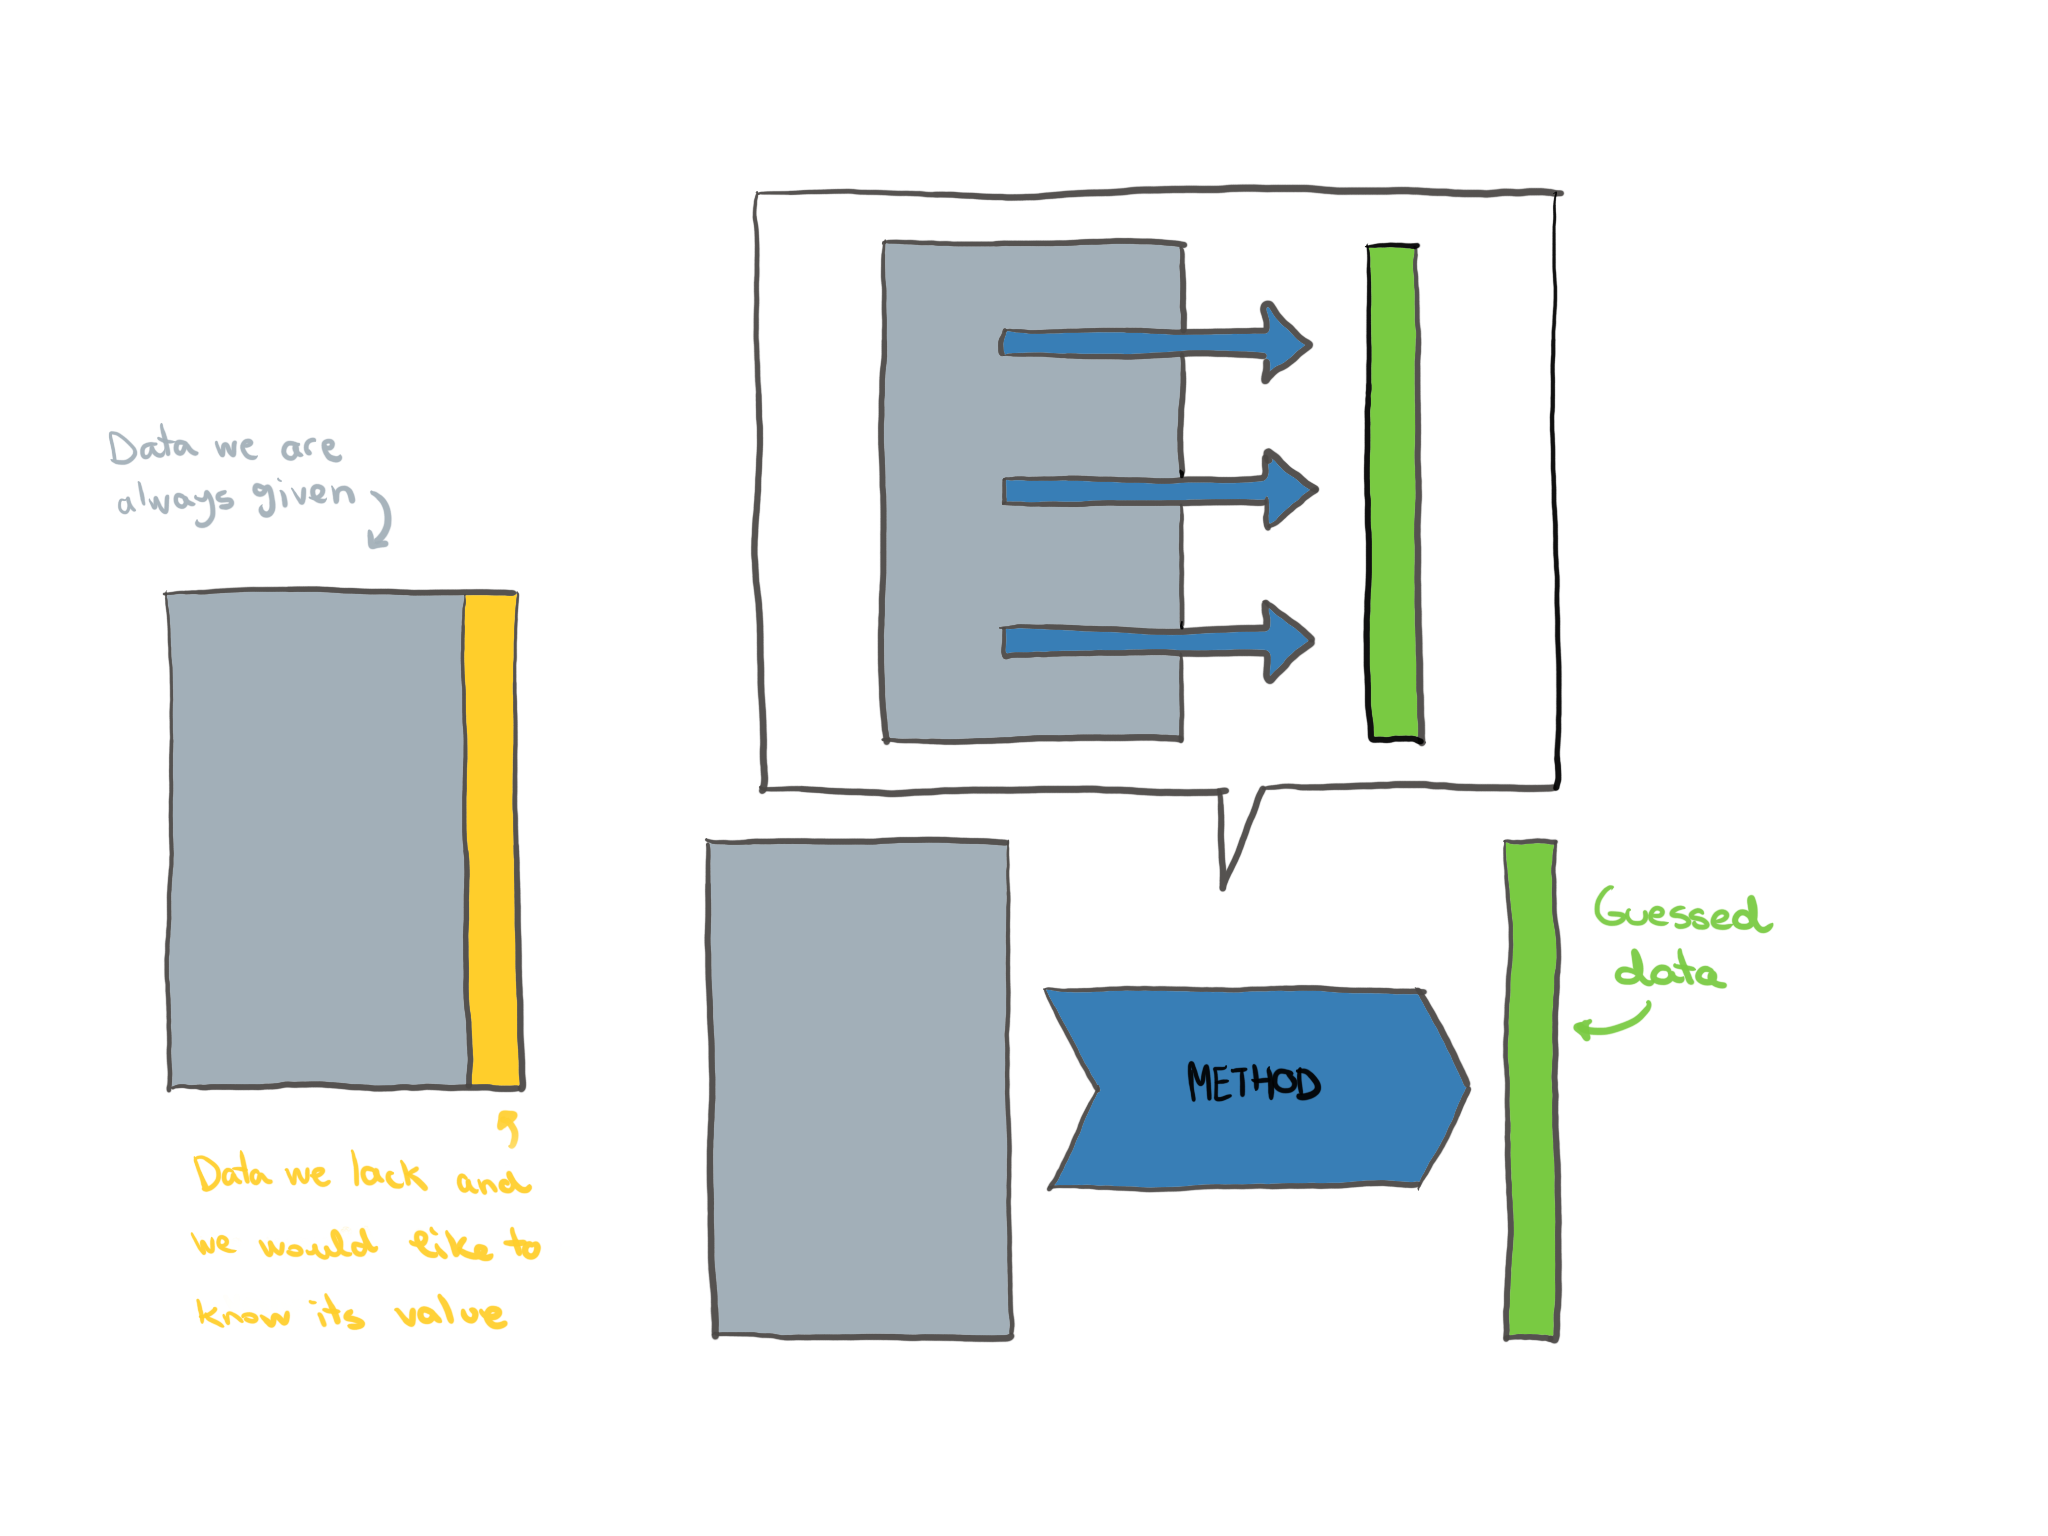 Data we are
always given
Data we lack and
we would like to
know its value
METHOD
Guessed
data